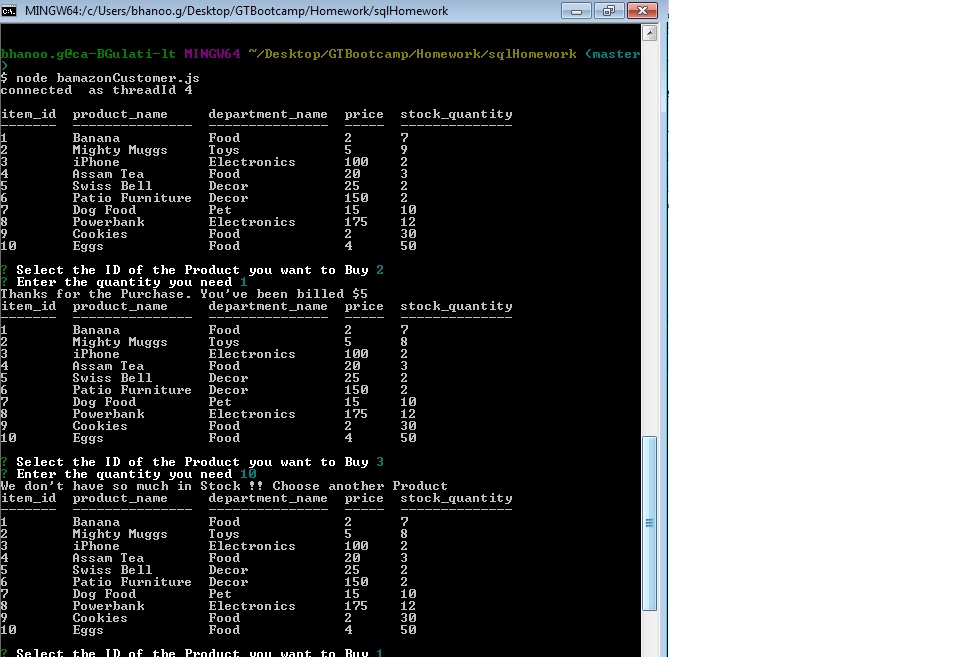 MINGW64:/c/Users/bhanoo.g/Desktop/GTBootcamp/Homework/sqlHomework
bhanoo.g@ca-BGulati-lt MINGW64 ~/Desktop/GTBootcamp/Homework/sqlHomework (master
)
$ node bamazonCustomer.js
connected  as threadId 4
item_id  product_name     department_name  price  stock_quantity
-------  ---------------  ---------------  -----  --------------
1        Banana           Food             2      7
2        Mighty Muggs     Toys             5      9
3        iPhone           Electronics      100    2
4        Assam Tea        Food             20     3
5        Swiss Bell       Decor            25     2
6        Patio Furniture  Decor            150    2
7        Dog Food         Pet              15     10
8        Powerbank        Electronics      175    12
9        Cookies          Food             2      30
10       Eggs             Food             4      50
? Select the ID of the Product you want to Buy 2
? Enter the quantity you need 1
Thanks for the Purchase. You've been billed $5
item_id  product_name     department_name  price  stock_quantity
-------  ---------------  ---------------  -----  --------------
1        Banana           Food             2      7
2        Mighty Muggs     Toys             5      8
3        iPhone           Electronics      100    2
4        Assam Tea        Food             20     3
5        Swiss Bell       Decor            25     2
6        Patio Furniture  Decor            150    2
7        Dog Food         Pet              15     10
8        Powerbank        Electronics      175    12
9        Cookies          Food             2      30
10       Eggs             Food             4      50
? Select the ID of the Product you want to Buy 3
? Enter the quantity you need 10
We don't have so much in Stock !! Choose another Product
item_id  product_name     department_name  price  stock_quantity
-------  ---------------  ---------------  -----  --------------
1        Banana           Food             2      7
2        Mighty Muggs     Toys             5      8
3        iPhone           Electronics      100    2
4        Assam Tea        Food             20     3
5        Swiss Bell       Decor            25     2
6        Patio Furniture  Decor            150    2
7        Dog Food         Pet              15     10
8        Powerbank        Electronics      175    12
9        Cookies          Food             2      30
10       Eggs             Food             4      50
? Select the ID of the Product you want to Buy 1